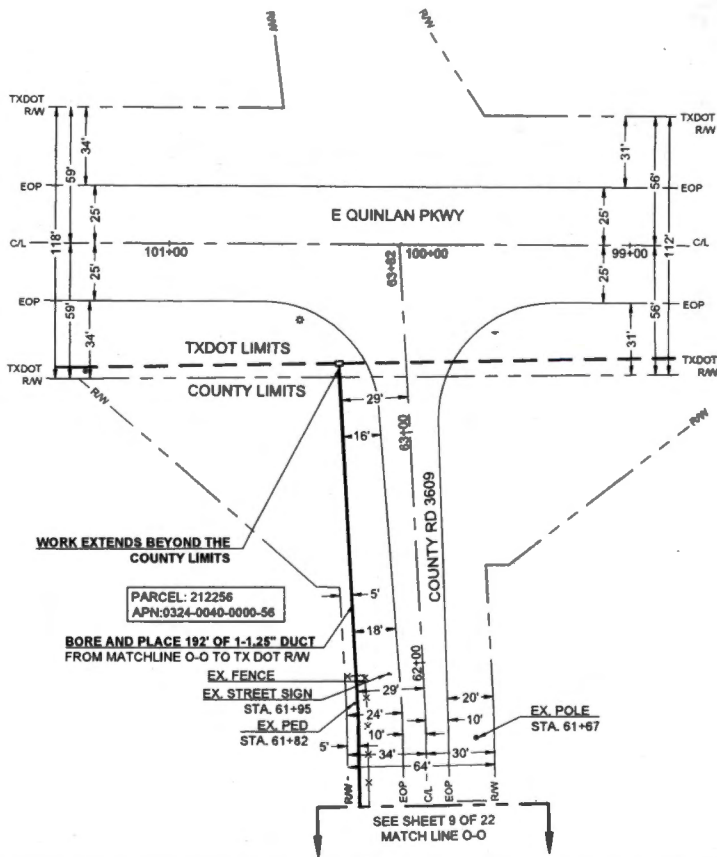 R/W
R/W
TXDOT
R/W
TXDOT
R/W
34'
59'
31'
56'
EOP
EOP
E QUINLAN PKWY
25'
25'
C/L
118'
101+00
63+62
100+00
99+00
112'
C/L
25'
25'
EOP
EOP
59'
34'
56'
31'
TXDOT LIMITS
TXDOT
R/W
TXDOT
R/W
COUNTY LIMITS
R/W
29'
R/W
16'
63+00
COUNTY RD 3609
WORK EXTENDS BEYOND THE
COUNTY LIMITS
PARCEL: 212256
APN:0324-0040-0000-56
5'
BORE AND PLACE 192' OF 1-1.25" DUCT
FROM MATCHLINE O-O TO TX DOT R/W
18'
62+00
EX. FENCE
EX. STREET SIGN
STA. 61+95
29'
20'
24'
EX. PED
STA. 61+82
10'
10'
EX. POLE
STA. 61+67
5'
34'
30'
64'
R/W
EOP
C/L
EOP
R/W
SEE SHEET 9 OF 22
MATCH LINE O-O